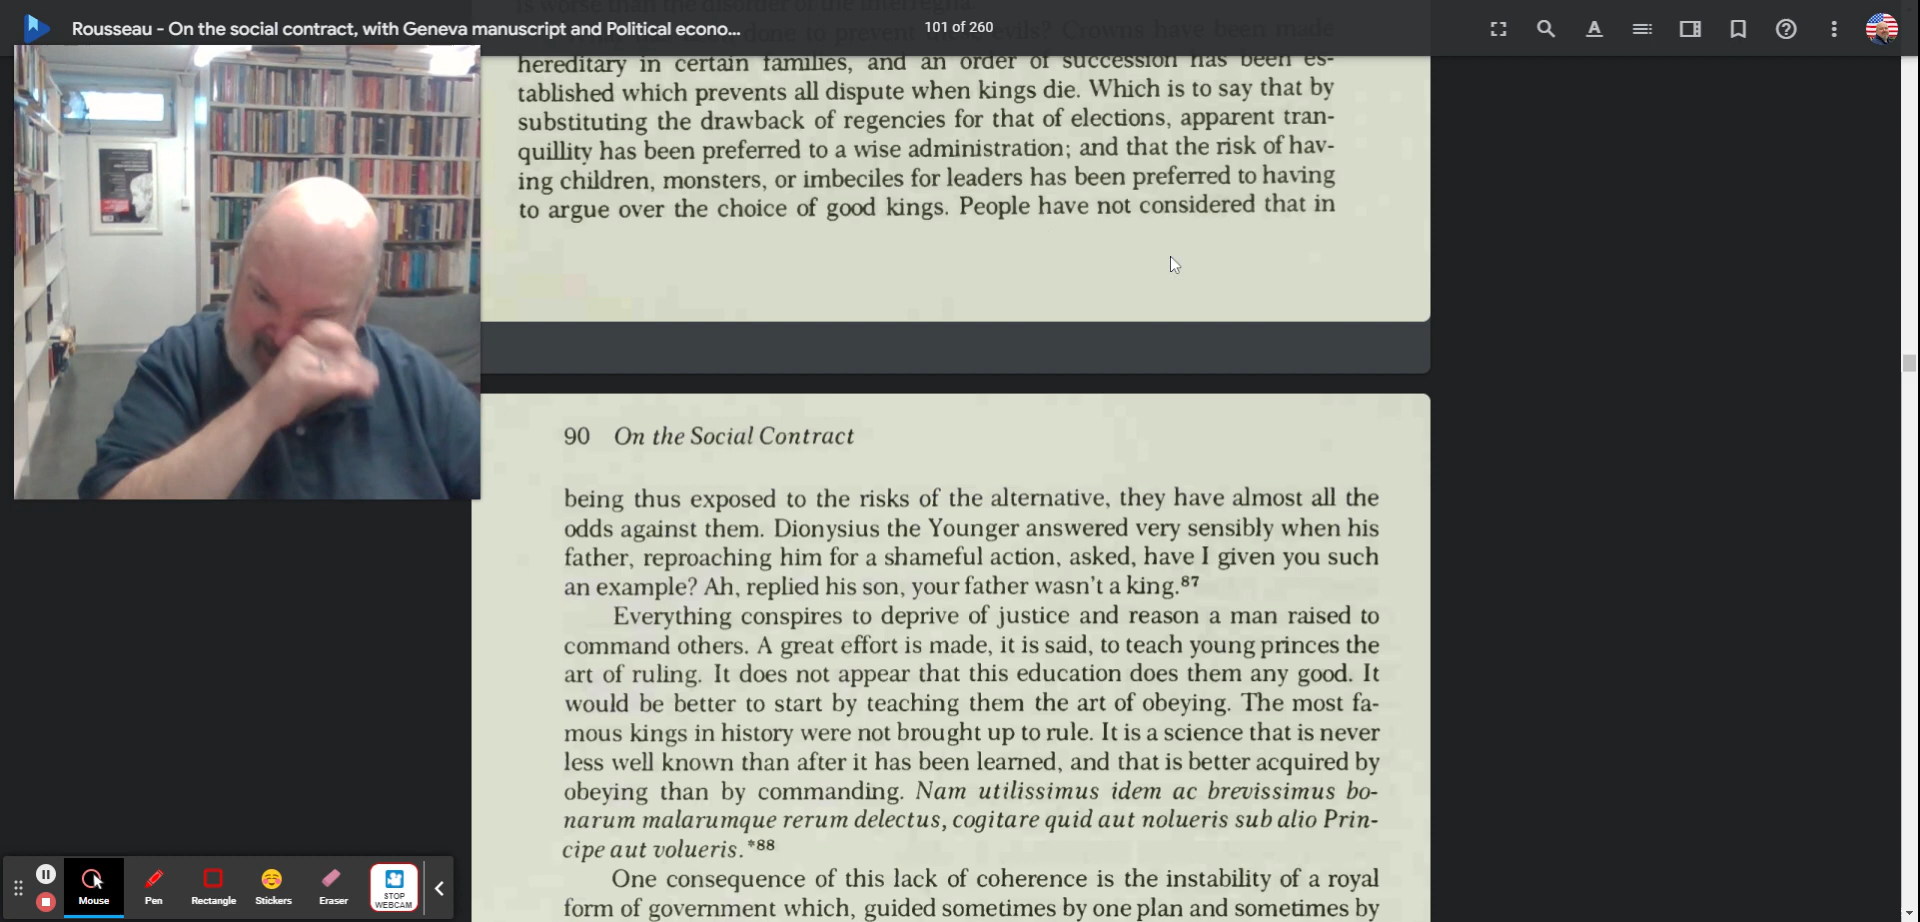 Rousseau - On the social contract, with Geneva manuscript and Political econo...
101 of 260
hereditary in certain families, and an order of succession has been es-
tablished which prevents all dispute when kings die. Which is to say that by
substituting the drawback of regencies for that of elections, apparent tran-
quillity has been preferred to a wise administration; and that the risk of hav-
ing children, monsters, or imbeciles for leaders has been preferred to having
to argue over the choice of good kings. People have not considered that in
90 On the Social Contract
being thus exposed to the risks of the alternative, they have almost all the
odds against them. Dionysius the Younger answered very sensibly when his
father, reproaching him for a shameful action, asked, have I given you such
an example? Ah, replied his son, your father wasn't a king.87
Everything conspires to deprive of justice and reason a man raised to
command others. A great effort is made, it is said, to teach young princes the
art of ruling. It does not appear that this education does them any good. It
would be better to start by teaching them the art of obeying. The most fa-
mous kings in history were not brought up to rule. It is a science that is never
less well known than after it has been learned, and that is better acquired by
obeying than by commanding. Nam utilissimus idem ac brevissimus bo-
narum malarumque rerum delectus, cogitare quid aut nolueris sub alio Prin-
cipe aut volueris.*88
One consequence of this lack of coherence is the instability of a royal
form of government which, guided sometimes by one plan and sometimes by
Mouse
Pen
Rectangle
Stickers
Eraser
STOP
WEBCAM